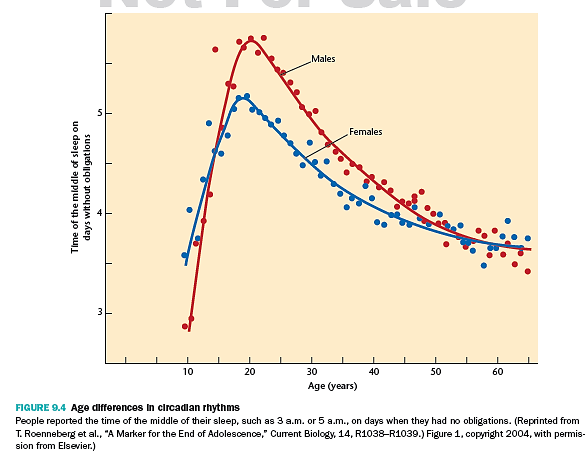 Not For Sale
Males
Females
5
4
3
Time of the middle of sleep on
days without obligations
10
20
30
40
50
60
Age (years)
FIGURE 9.4 Age differences in circadian rhythms
People reported the time of the middle of their sleep, such as 3 a.m. or 5 a.m., on days when they had no obligations. (Reprinted from
T. Roenneberg et al., “A Marker for the End of Adolescence,” Current Biology, 14, R1038–R1039.) Figure 1, copyright 2004, with permis-
sion from Elsevier.)